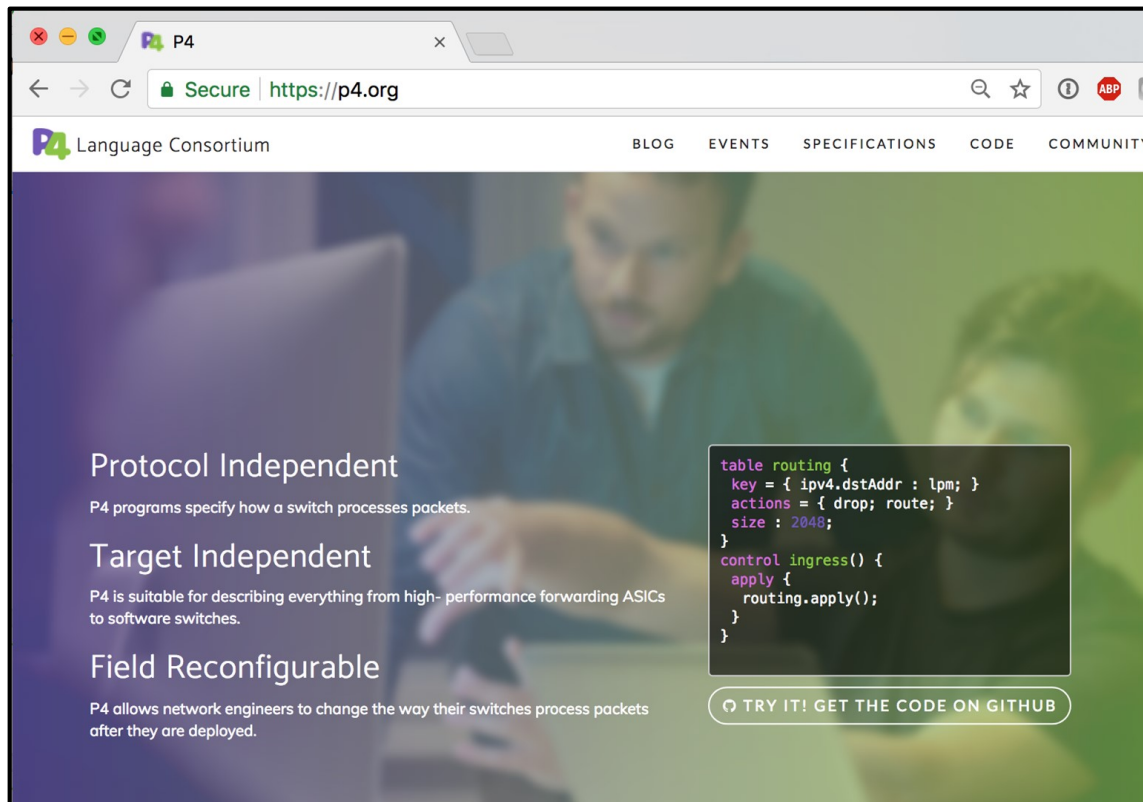 P4
Secure | https://p4.org
ABP
P4 Language Consortium
BLOG EVENTS SPECIFICATIONS CODE COMMUNITY
Protocol Independent
P4 programs specify how a switch processes packets.
Target Independent
P4 is suitable for describing everything from high- performance forwarding ASICs
to software switches.
Field Reconfigurable
P4 allows network engineers to change the way their switches process packets
after they are deployed.
table routing {
key = { ipv4.dstAddr : lpm; }
actions = { drop; route; }
size : 2048;
}
control ingress() {
apply {
routing.apply();
}
}
TRY IT! GET THE CODE ON GITHUB